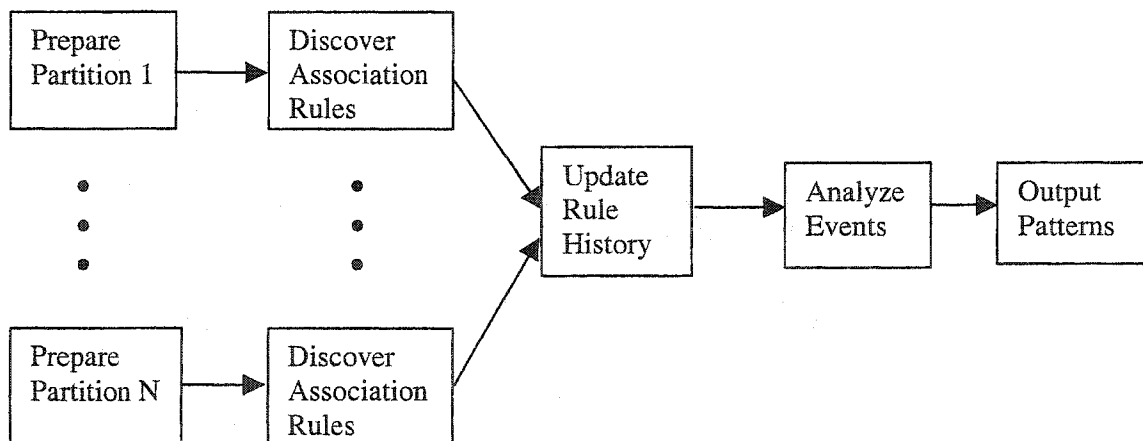 Prepare
Partition 1
Discover
Association
Rules
Update
Rule
History
Analyze
Events
Output
Patterns
Prepare
Partition N
Discover
Association
Rules